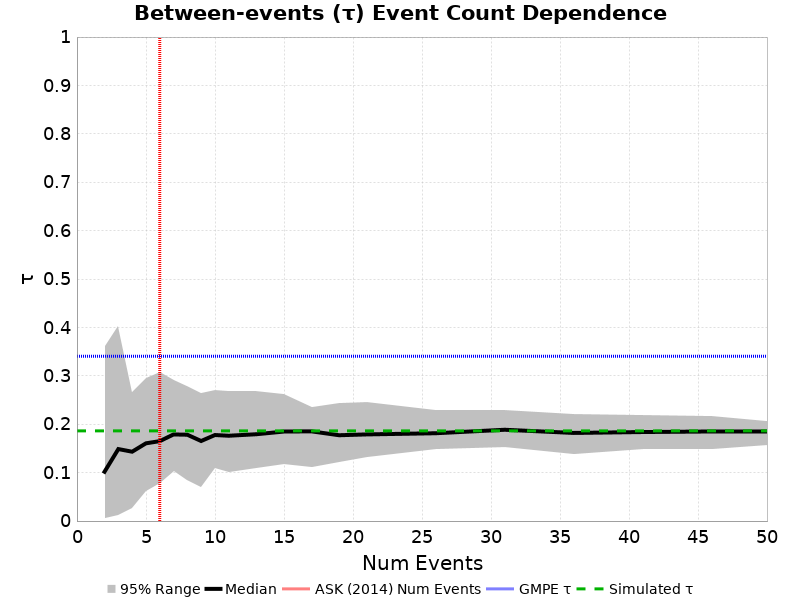 Between-events (τ) Event Count Dependence
1
0.9
0.8
0.7
0.6
0.5
0.4
0.3
0.2
0.1
0
τ
0 5 10 15 20 25 30 35 40 45 50
Num Events
95% Range Median ASK (2014) Num Events GMPE τ Simulated τ